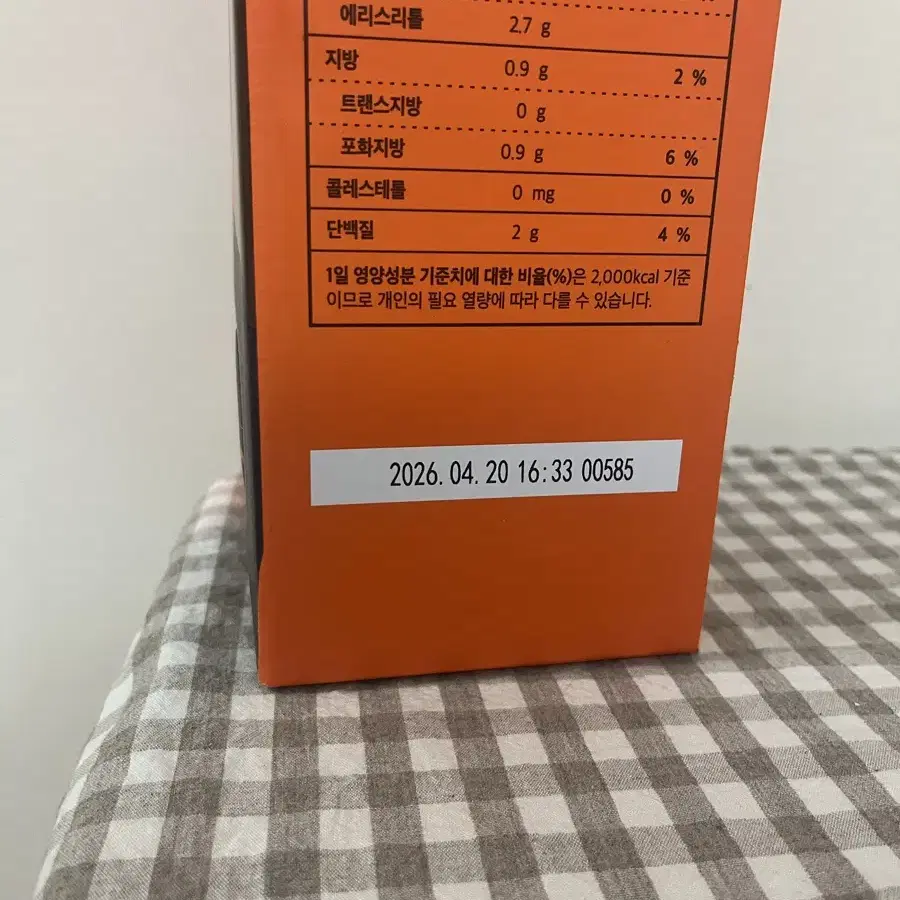 에리스리톨 2.7 g
지방 0.9 g 2 %
트랜스지방 0 g
포화지방 0.9 g 6 %
콜레스테롤 0 mg 0 %
단백질 2 g 4 %
1일 영양성분 기준치에 대한 비율(%)은 2,000kcal 기준
이므로 개인의 필요 열량에 따라 다를 수 있습니다.
2026.04.20 16:33 00585